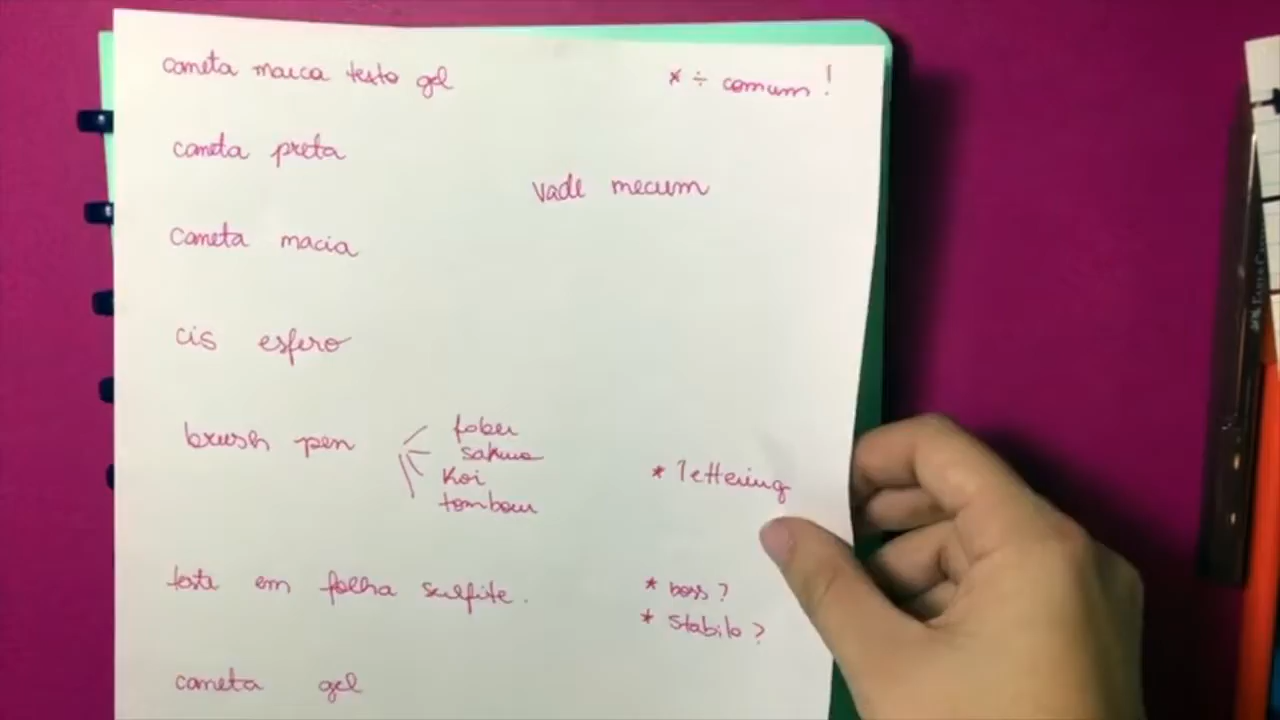 caneta marca texto gel
* ÷ comum!
caneta preta
vade mecum
caneta macia
cis esfero
brush pen
faber
sakura
Koi
tombow
* lettering
teste em folha sulfite.
* boss?
* stabilo?
caneta gel